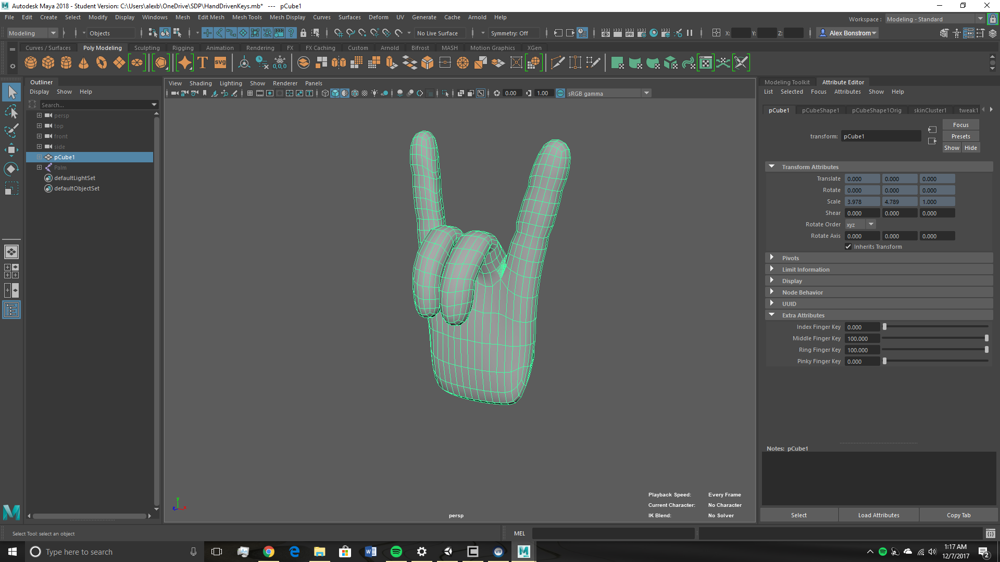 Autodesk Maya 2018 - Student Version: C:\Users\alexb\OneDrive\SDP\HandDrivenKeys.mb*   ---   pCube1
File Edit Create Select Modify Display Windows Mesh Edit Mesh Mesh Tools Mesh Display Curves Surfaces Deform UV Generate Cache Arnold Help
Workspace : Modeling - Standard
Modeling Objects No Live Surface Symmetry: Off X: Y: Z: Alex Bonstrom
Curves / Surfaces Poly Modeling Sculpting Rigging Animation Rendering FX FX Caching Custom Arnold Bifrost MASH Motion Graphics XGen
T svg 0,0,0
Outliner
Display Show Help
Search...
persp
top
front
side
pCube1
Palm
defaultLightSet
defaultObjectSet
View Shading Lighting Show Renderer Panels
0.00 1.00 sRGB gamma
y
z x
persp
Playback Speed: Every Frame
Current Character: No Character
IK Blend: No Solver
Modeling Toolkit Attribute Editor
List Selected Focus Attributes Show Help
pCube1 pCubeShape1 pCubeShape1Orig skinCluster1 tweak1
Focus
transform: pCube1 Presets
Show Hide
Transform Attributes
Translate 0.000 0.000 0.000
Rotate 0.000 0.000 0.000
Scale 3.978 4.789 1.000
Shear 0.000 0.000 0.000
Rotate Order xyz
Rotate Axis 0.000 0.000 0.000
Inherits Transform
Pivots
Limit Information
Display
Node Behavior
UUID
Extra Attributes
Index Finger Key 0.000
Middle Finger Key 100.000
Ring Finger Key 100.000
Pinky Finger Key 0.000
Notes: pCube1
Select Load Attributes Copy Tab
Select Tool: select an object
MEL
Type here to search
1:17 AM
12/7/2017
2